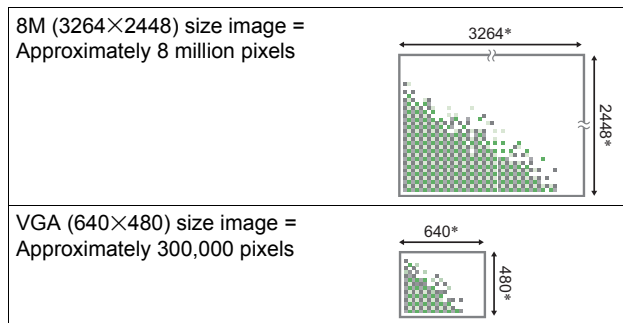 8M (3264×2448) size image =
Approximately 8 million pixels
3264*
2448*
VGA (640×480) size image =
Approximately 300,000 pixels
640*
480*